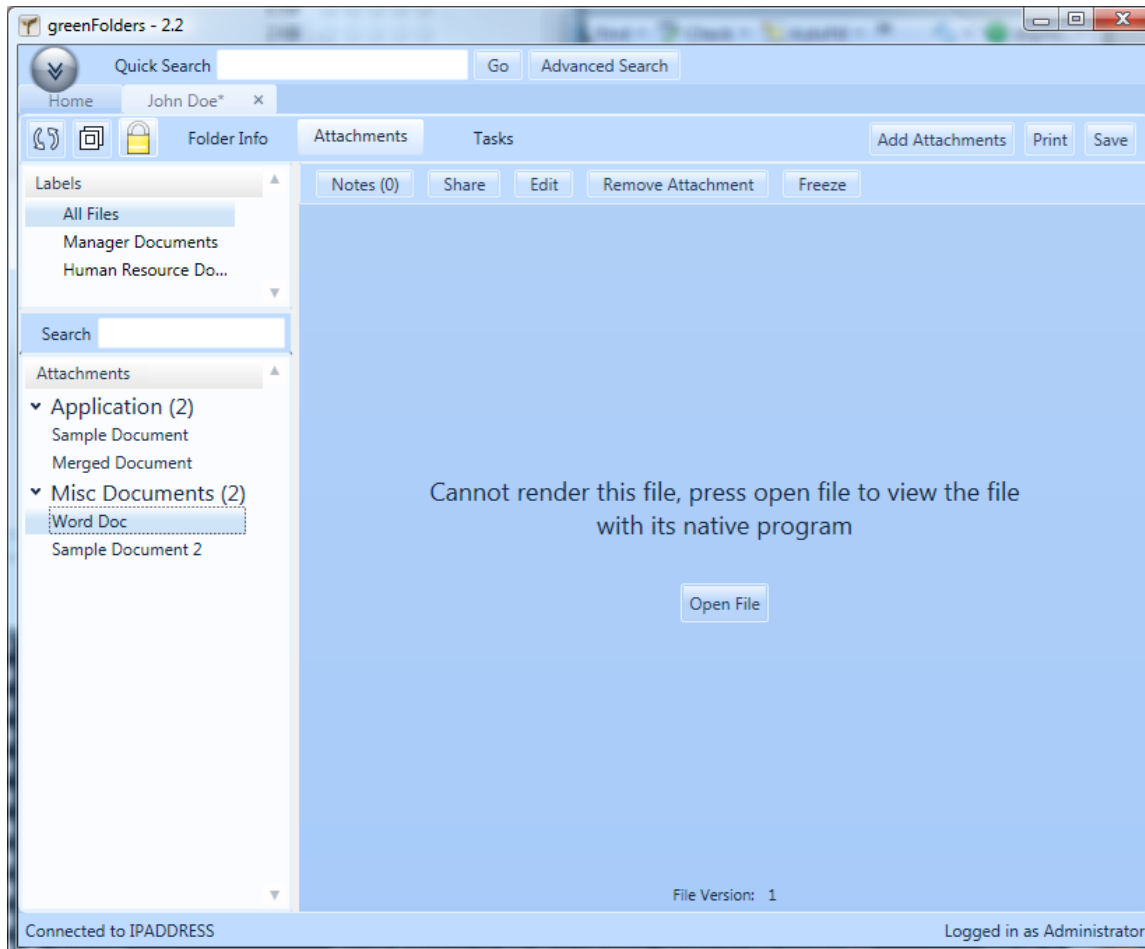 greenFolders - 2.2
Quick Search Go Advanced Search
Home John Doe* ×
Folder Info Attachments Tasks Add Attachments Print Save
Labels
All Files
Manager Documents
Human Resource Do...
Notes (0) Share Edit Remove Attachment Freeze
Search
Attachments
Application (2)
Sample Document
Merged Document
Misc Documents (2)
Word Doc
Sample Document 2
Cannot render this file, press open file to view the file
with its native program
Open File
File Version: 1
Connected to IPADDRESS Logged in as Administrator